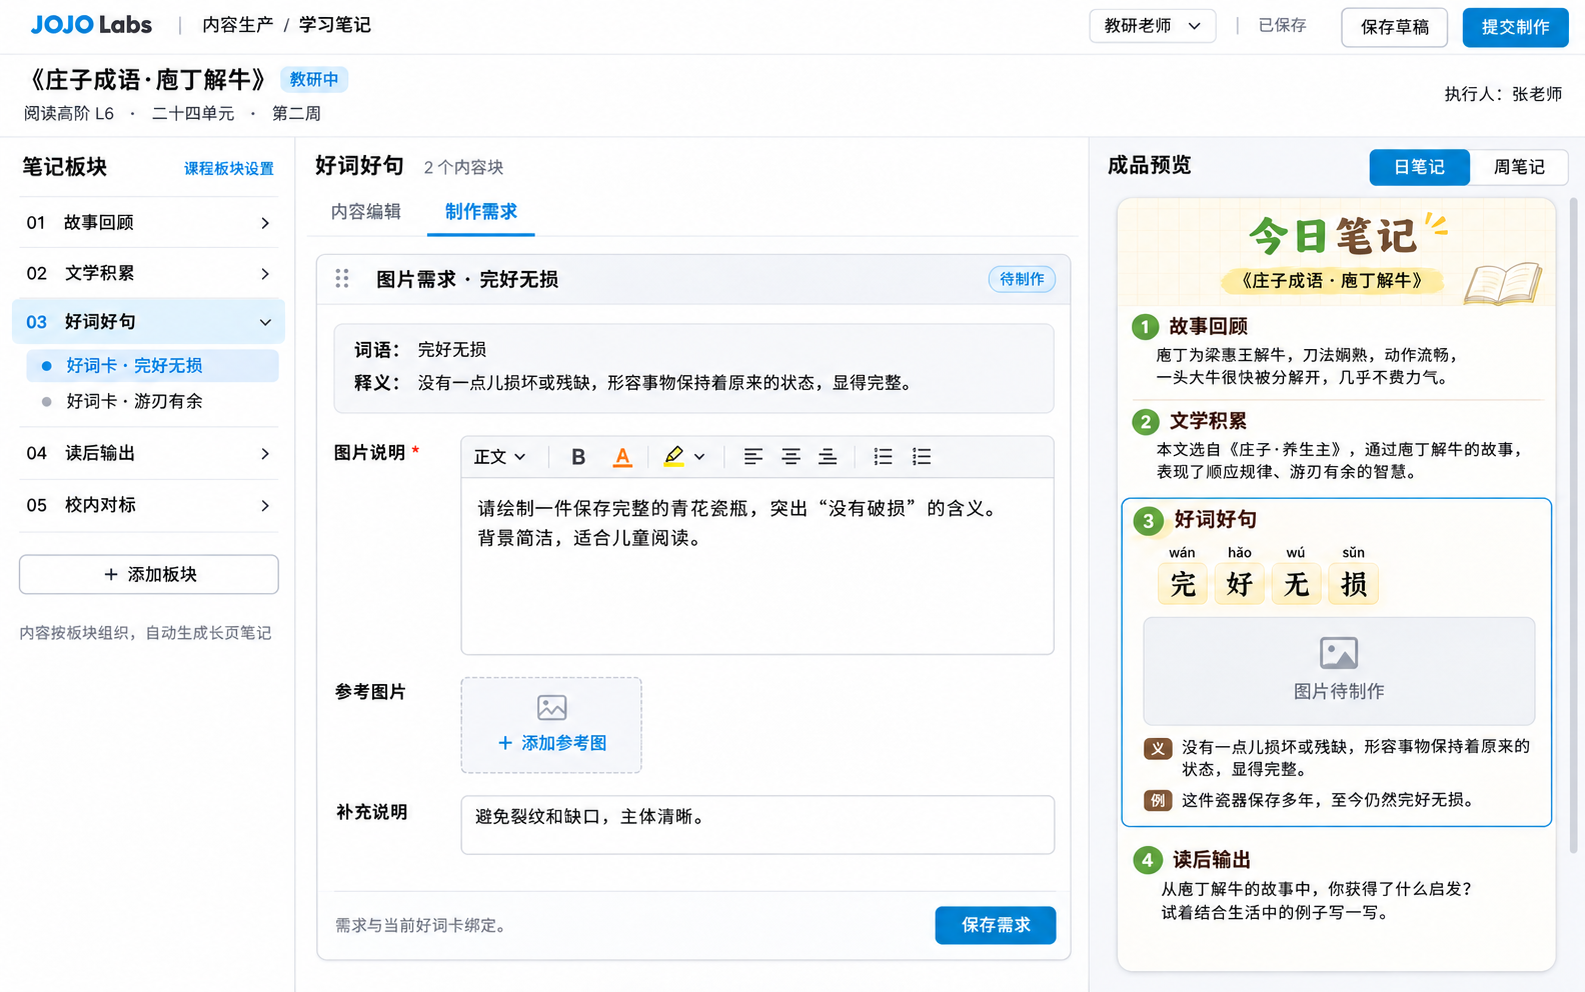 JOJO Labs | 内容生产 / 学习笔记
教研老师 | 已保存 保存草稿 提交制作
《庄子成语·庖丁解牛》 教研中
阅读高阶 L6 · 二十四单元 · 第二周
执行人：张老师
笔记板块 课程板块设置
01 故事回顾
02 文学积累
03 好词好句
好词卡·完好无损
好词卡·游刃有余
04 读后输出
05 校内对标
+ 添加板块
内容按板块组织，自动生成长页笔记
好词好句 2 个内容块
内容编辑 制作需求
图片需求 · 完好无损 待制作
词语： 完好无损
释义： 没有一点儿损坏或残缺，形容事物保持着原来的状态，显得完整。
图片说明 *
正文 B A
请绘制一件保存完整的青花瓷瓶，突出“没有破损”的含义。
背景简洁，适合儿童阅读。
参考图片
+ 添加参考图
补充说明
避免裂纹和缺口，主体清晰。
需求与当前好词卡绑定。 保存需求
成品预览 日笔记 周笔记
今日笔记
《庄子成语·庖丁解牛》
1 故事回顾
庖丁为梁惠王解牛，刀法娴熟，动作流畅，
一头大牛很快被分解开，几乎不费力气。
2 文学积累
本文选自《庄子·养生主》，通过庖丁解牛的故事，
表现了顺应规律、游刃有余的智慧。
3 好词好句
wán hǎo wú sǔn
完 好 无 损
图片待制作
义 没有一点儿损坏或残缺，形容事物保持着原来的
状态，显得完整。
例 这件瓷器保存多年，至今仍然完好无损。
4 读后输出
从庖丁解牛的故事中，你获得了什么启发？
试着结合生活中的例子写一写。